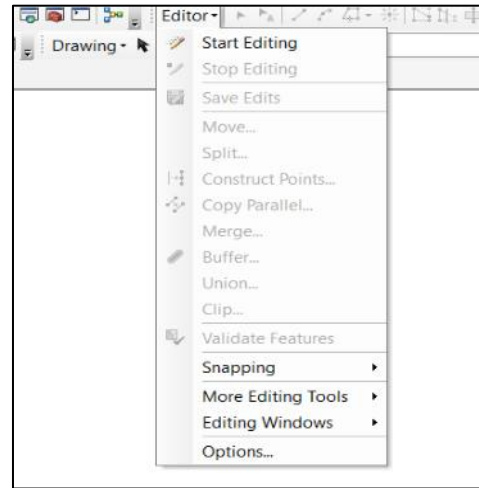 Editor
Drawing
Start Editing
Stop Editing
Save Edits
Move...
Split...
Construct Points...
Copy Parallel...
Merge...
Buffer...
Union...
Clip...
Validate Features
Snapping
More Editing Tools
Editing Windows
Options...